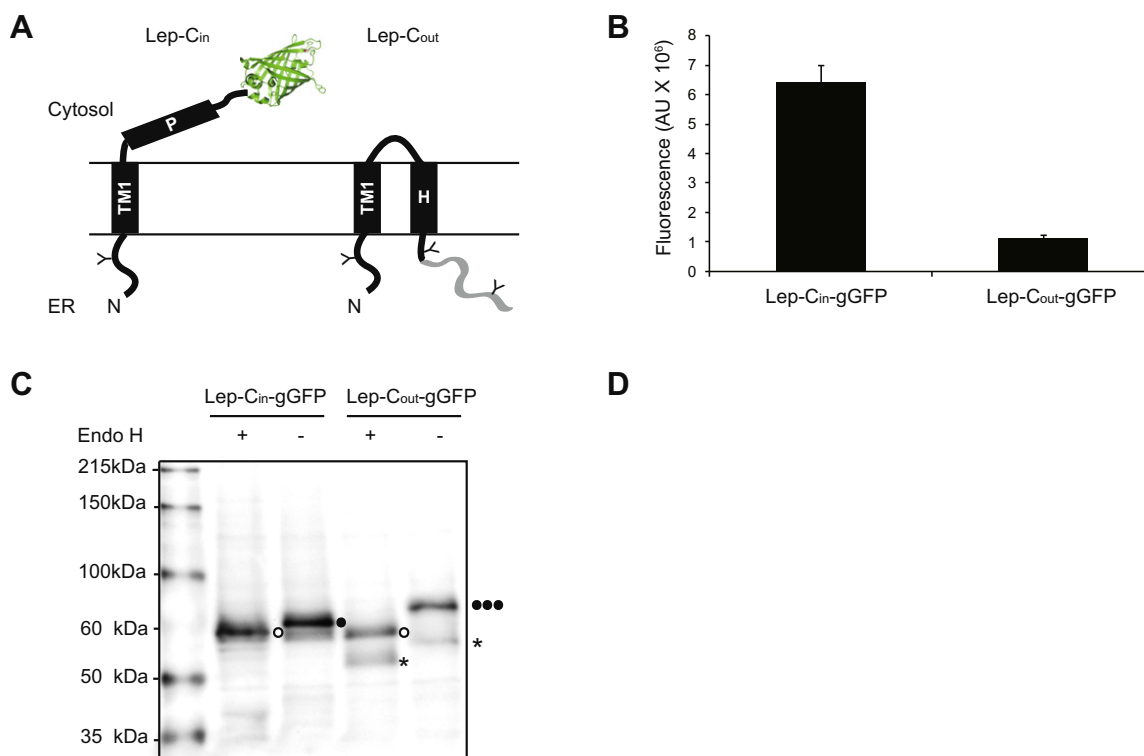 A
Lep-Cin
Lep-Cout
Cytosol
P
TM1
TM1
H
Y
Y
Y
Y
ER
N
N
B
Fluorescence (AU X 10⁶)
8
7
6
5
4
3
2
1
0
Lep-Cin-gGFP
Lep-Cout-gGFP
C
Lep-Cin-gGFP
Lep-Cout-gGFP
Endo H
+
-
+
-
215kDa
150kDa
100kDa
60 kDa
50 kDa
35 kDa
*
*
D